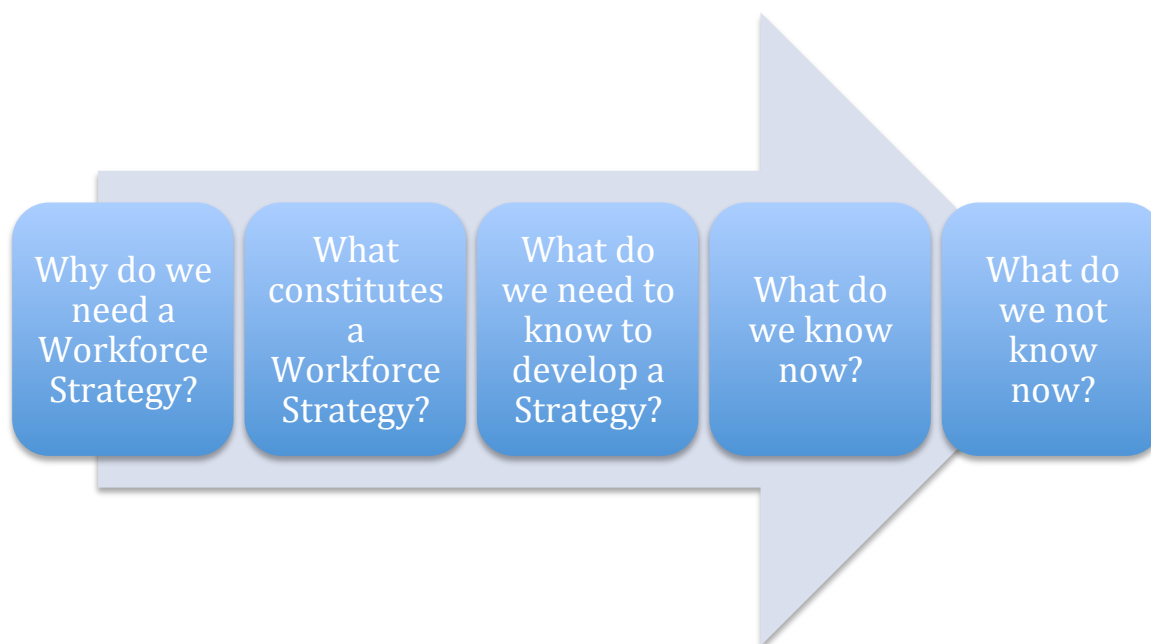 Why do we
need a
Workforce
Strategy?
What
constitutes
a
Workforce
Strategy?
What do
we need to
know to
develop a
Strategy?
What do
we know
now?
What do
we not
know
now?